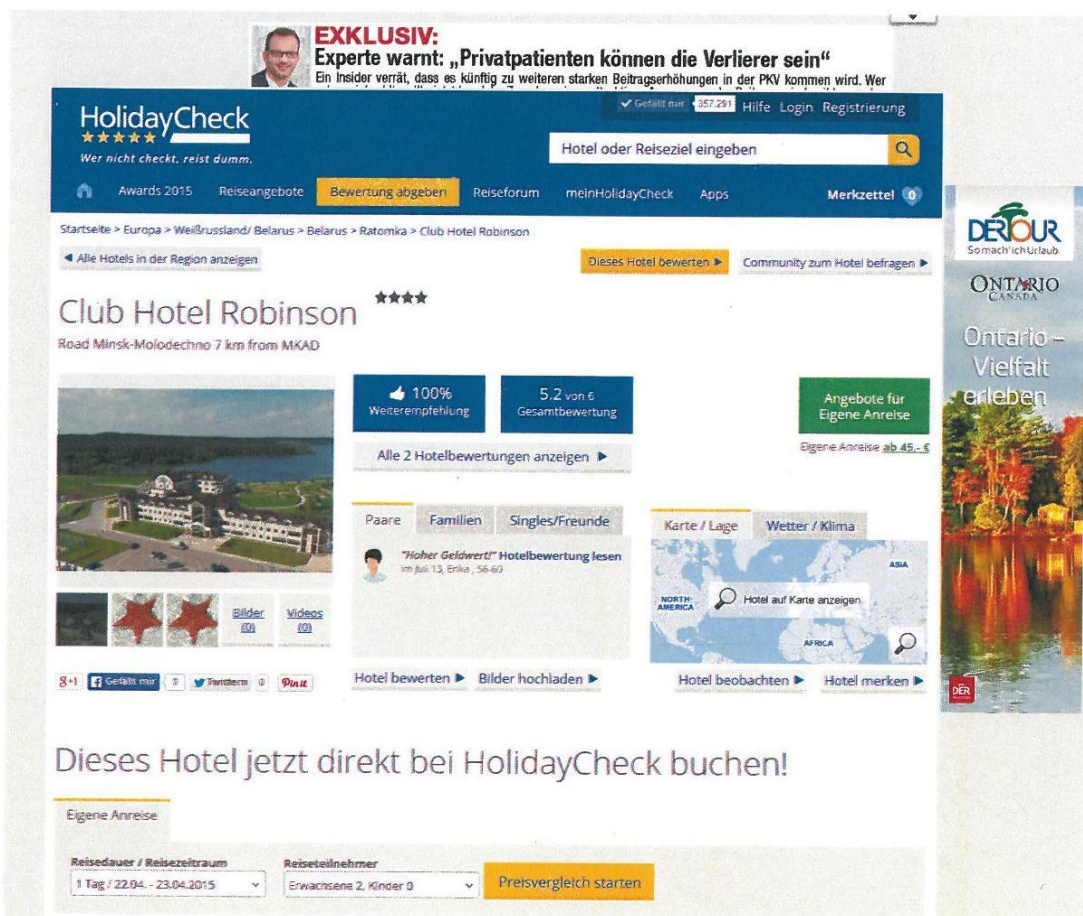 EXKLUSIV:
Experte warnt: „Privatpatienten können die Verlierer sein“
Ein Insider verrät, dass es künftig zu weiteren starken Beitragserhöhungen in der PKV kommen wird. Wer
HolidayCheck
Wer nicht checkt, reist dumm.
Gefällt mir 357.291 Hilfe Login Registrierung
Hotel oder Reiseziel eingeben
Awards 2015 Reiseangebote Bewertung abgeben Reiseforum meinHolidayCheck Apps Merkzettel 0
Startseite > Europa > Weißrussland/ Belarus > Belarus > Ratomka > Club Hotel Robinson
Alle Hotels in der Region anzeigen
Dieses Hotel bewerten
Community zum Hotel befragen
Club Hotel Robinson
Road Minsk-Molodechno 7 km from MKAD
100%
Weiterempfehlung
5.2 von 6
Gesamtbewertung
Alle 2 Hotelbewertungen anzeigen
Angebote für
Eigene Anreise
Eigene Anreise ab 45,- €
Paare Familien Singles/Freunde
"Hoher Geldwert!" Hotelbewertung lesen
im Juli 13, Erika , 56-60
Karte / Lage Wetter / Klima
ASIA
NORTH AMERICA
Hotel auf Karte anzeigen
AFRICA
Bilder
(0)
Videos
(0)
g+1 Gefällt mir 0 Twittern 0 Pin it
Hotel bewerten Bilder hochladen
Hotel beobachten Hotel merken
DERTOUR
So mach' ich Urlaub.
ONTARIO
CANADA
Ontario –
Vielfalt
erleben
DER
Dieses Hotel jetzt direkt bei HolidayCheck buchen!
Eigene Anreise
Reisedauer / Reisezeitraum
1 Tag / 22.04. - 23.04.2015
Reiseteilnehmer
Erwachsene 2, Kinder 0
Preisvergleich starten